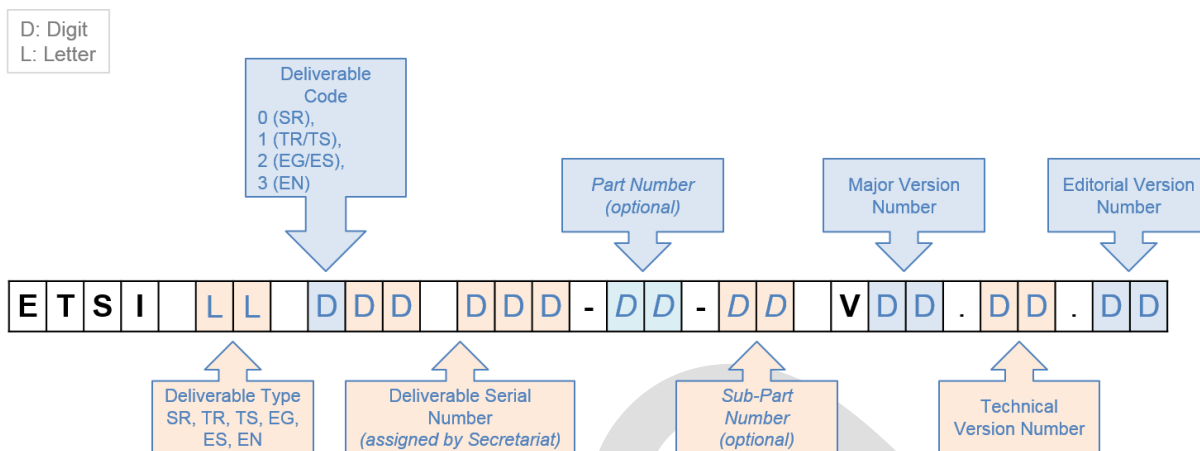 D: Digit
L: Letter
Deliverable
Code
0 (SR),
1 (TR/TS),
2 (EG/ES),
3 (EN)
Part Number
(optional)
Major Version
Number
Editorial Version
Number
E T S I L L D D D D D D - D D - D D V D D . D D . D D
Deliverable Type
SR, TR, TS, EG,
ES, EN
Deliverable Serial
Number
(assigned by Secretariat)
Sub-Part
Number
(optional)
Technical
Version Number